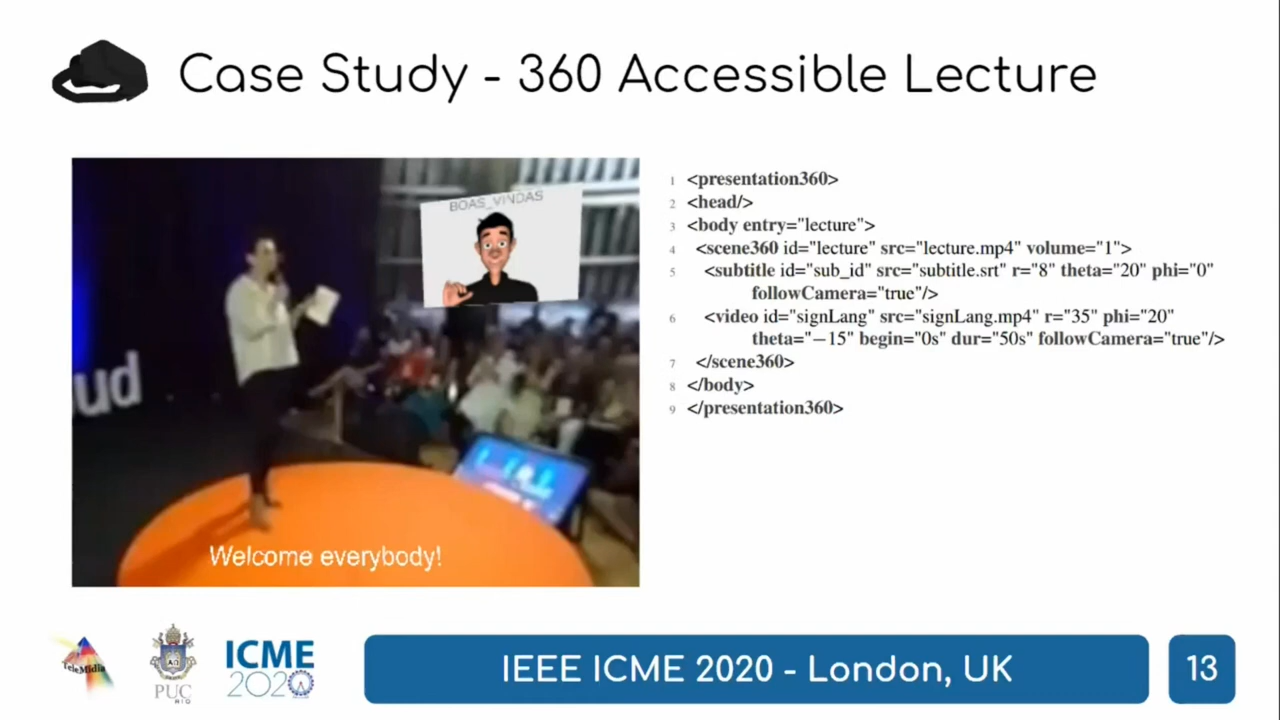 Case Study - 360 Accessible Lecture
BOAS_VINDAS
oud
Welcome everybody!
1 <presentation360>
2 <head/>
3 <body entry="lecture">
4 <scene360 id="lecture" src="lecture.mp4" volume="1">
5 <subtitle id="sub_id" src="subtitle.srt" r="8" theta="20" phi="0"
followCamera="true"/>
6 <video id="signLang" src="signLang.mp4" r="35" phi="20"
theta="−15" begin="0s" dur="50s" followCamera="true"/>
7 </scene360>
8 </body>
9 </presentation360>
TeleMídia
PUC
RIO
ICME
2020
IEEE ICME 2020 - London, UK
13